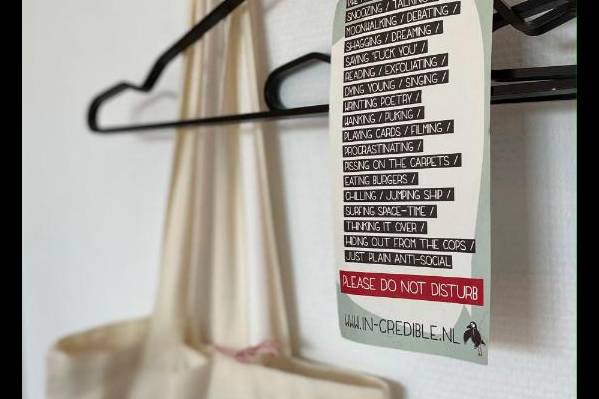 SNOOZING / TALKING
MOONWALKING / DEBATING /
SHAGGING / DREAMING /
SAYING "FUCK YOU" /
READING / EXFOLIATING /
DYING YOUNG / SINGING /
WRITING POETRY /
WANKING / PUKING /
PLAYING CARDS / FILMING /
PROCRASTINATING /
PISSING ON THE CARPETS /
EATING BURGERS /
CHILLING / JUMPING SHIP /
SURFING SPACE-TIME /
THINKING IT OVER /
HIDING OUT FROM THE COPS /
JUST PLAIN ANTI-SOCIAL
PLEASE DO NOT DISTURB
WWW.IN-CREDIBLE.NL